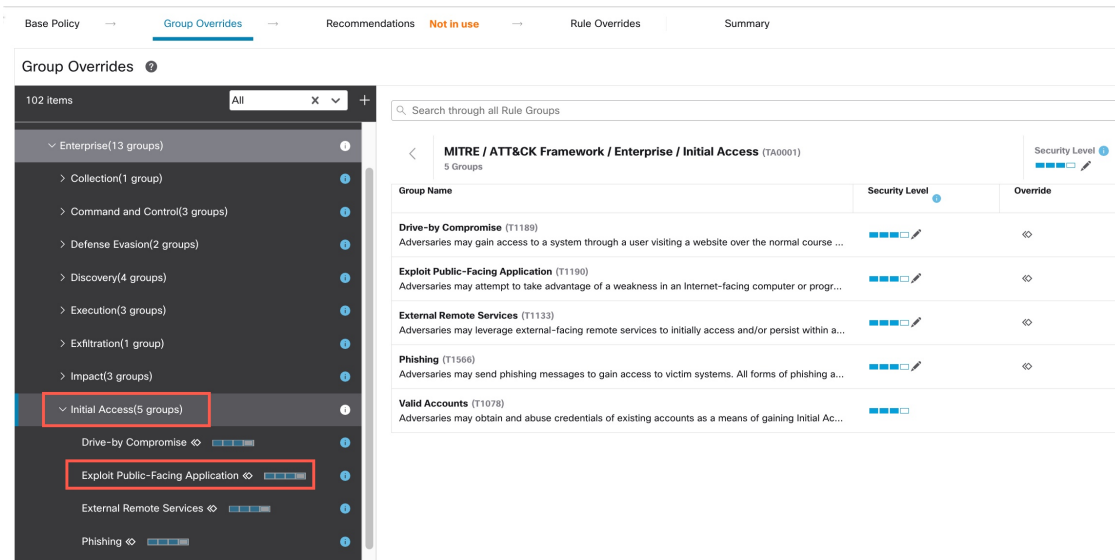 Base Policy → Group Overrides → Recommendations Not in use → Rule Overrides Summary
Group Overrides ?
102 items All X
Search through all Rule Groups
Enterprise(13 groups)
Collection(1 group)
Command and Control(3 groups)
Defense Evasion(2 groups)
Discovery(4 groups)
Execution(3 groups)
Exfiltration(1 group)
Impact(3 groups)
Initial Access(5 groups)
Drive-by Compromise
Exploit Public-Facing Application
External Remote Services
Phishing
MITRE / ATT&CK Framework / Enterprise / Initial Access (TA0001)
5 Groups
Security Level
Group Name Security Level Override
Drive-by Compromise (T1189)
Adversaries may gain access to a system through a user visiting a website over the normal course ...
Exploit Public-Facing Application (T1190)
Adversaries may attempt to take advantage of a weakness in an Internet-facing computer or progr...
External Remote Services (T1133)
Adversaries may leverage external-facing remote services to initially access and/or persist within a...
Phishing (T1566)
Adversaries may send phishing messages to gain access to victim systems. All forms of phishing a...
Valid Accounts (T1078)
Adversaries may obtain and abuse credentials of existing accounts as a means of gaining Initial Ac...